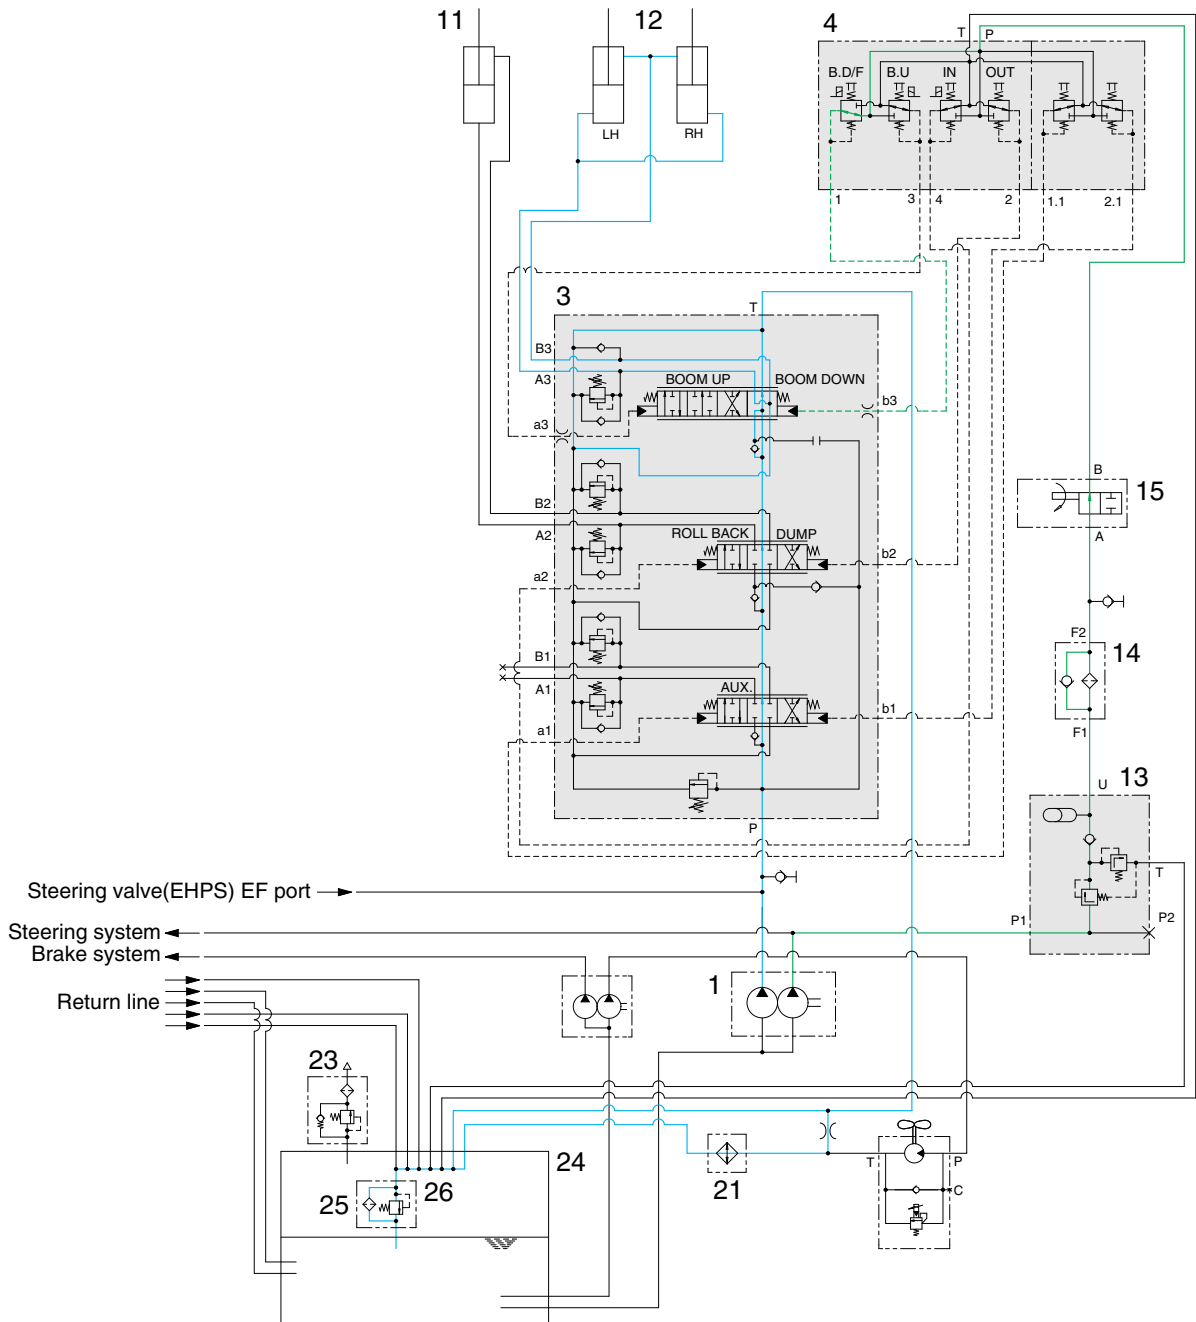 11
12
4
T
P
B.D/F
B.U
IN
OUT
LH
RH
1
3
4
2
1.1
2.1
3
T
B3
A3
BOOM UP
BOOM DOWN
b3
a3
B
15
B2
A2
ROLL BACK
DUMP
b2
A
a2
F2
14
B1
A1
AUX.
b1
a1
F1
U
13
P
T
Steering valve(EHPS) EF port
P1
P2
Steering system
Brake system
1
Return line
23
24
T
P
25
26
21
C